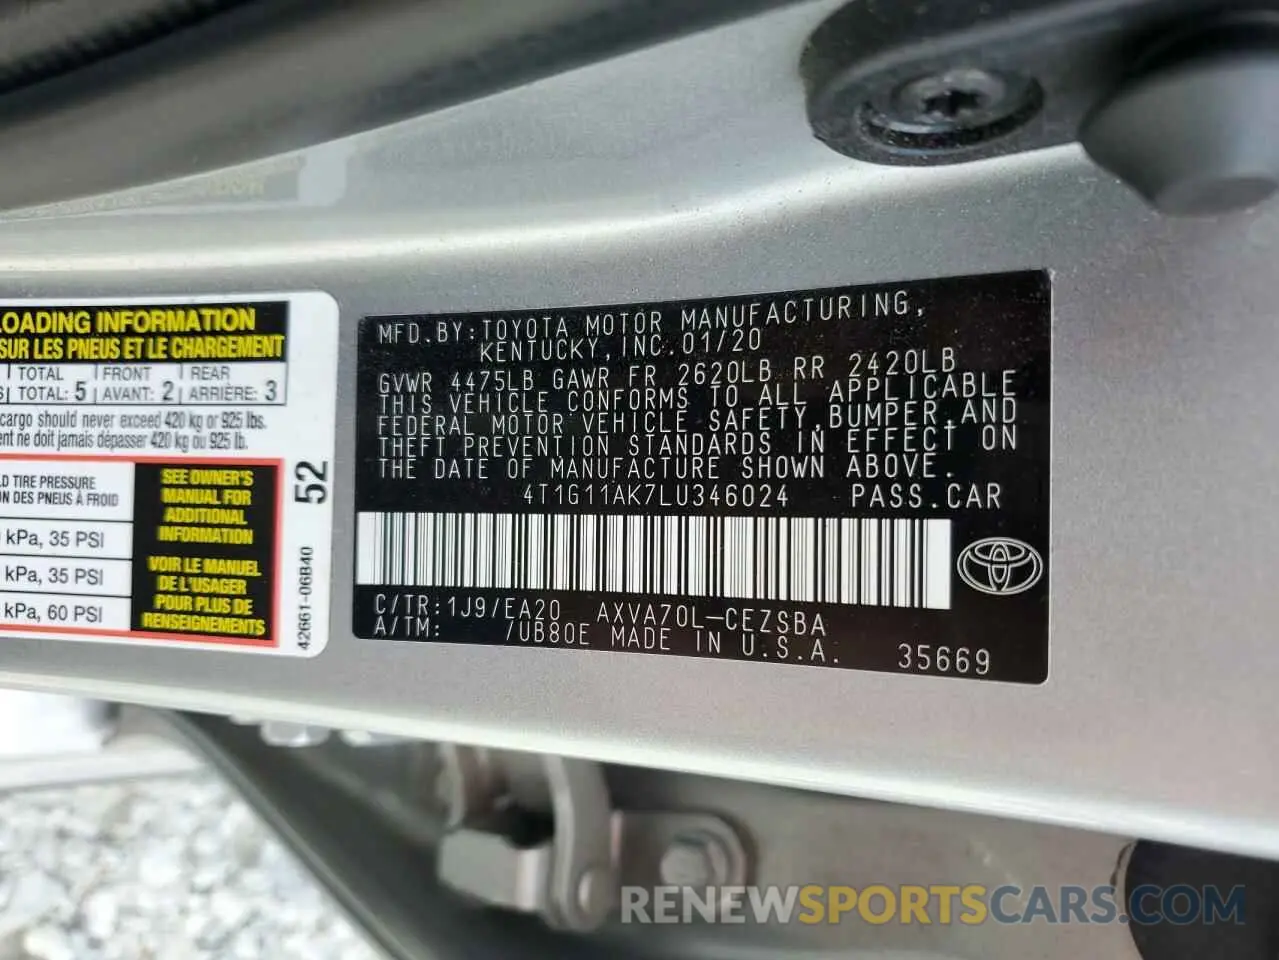 LOADING INFORMATION
SUR LES PNEUS ET LE CHARGEMENT
TOTAL FRONT REAR
TOTAL: 5 AVANT: 2 ARRIÈRE: 3
cargo should never exceed 420 kg or 925 lbs.
ne doit jamais dépasser 420 kg ou 925 lb.
TIRE PRESSURE
DES PNEUS À FROID
kPa, 35 PSI
kPa, 35 PSI
kPa, 60 PSI
SEE OWNER'S
MANUAL FOR
ADDITIONAL
INFORMATION
VOIR LE MANUEL
DE L'USAGER
POUR PLUS DE
RENSEIGNEMENTS
52
42661-06B40
MFD. BY: TOYOTA MOTOR MANUFACTURING,
KENTUCKY, INC. 01/20
GVWR 4475LB GAWR FR 2620LB RR 2420LB
THIS VEHICLE CONFORMS TO ALL APPLICABLE
FEDERAL MOTOR VEHICLE SAFETY, BUMPER, AND
THEFT PREVENTION STANDARDS IN EFFECT ON
THE DATE OF MANUFACTURE SHOWN ABOVE.
4T1G11AK7LU346024 PASS.CAR
C/TR: 1J9/EA20 AXVA70L-CEZSBA
A/TM: /UB80E MADE IN U.S.A. 35669
RENEWSPORTSCARS.COM